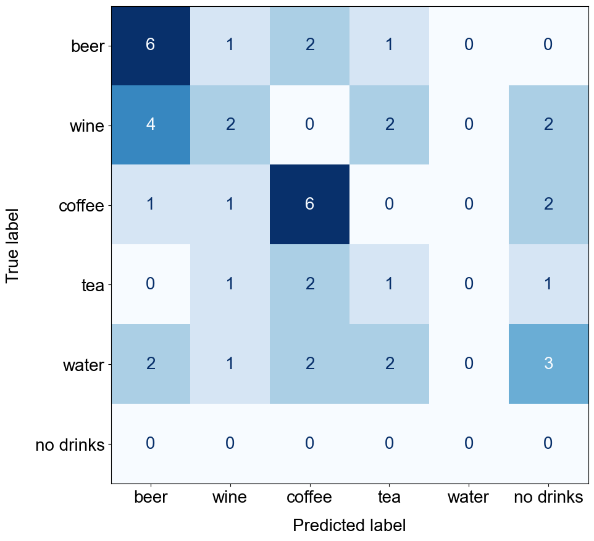 beer 6 1 2 1 0 0
wine 4 2 0 2 0 2
coffee 1 1 6 0 0 2
tea 0 1 2 1 0 1
water 2 1 2 2 0 3
no drinks 0 0 0 0 0 0
beer wine coffee tea water no drinks
Predicted label
True label